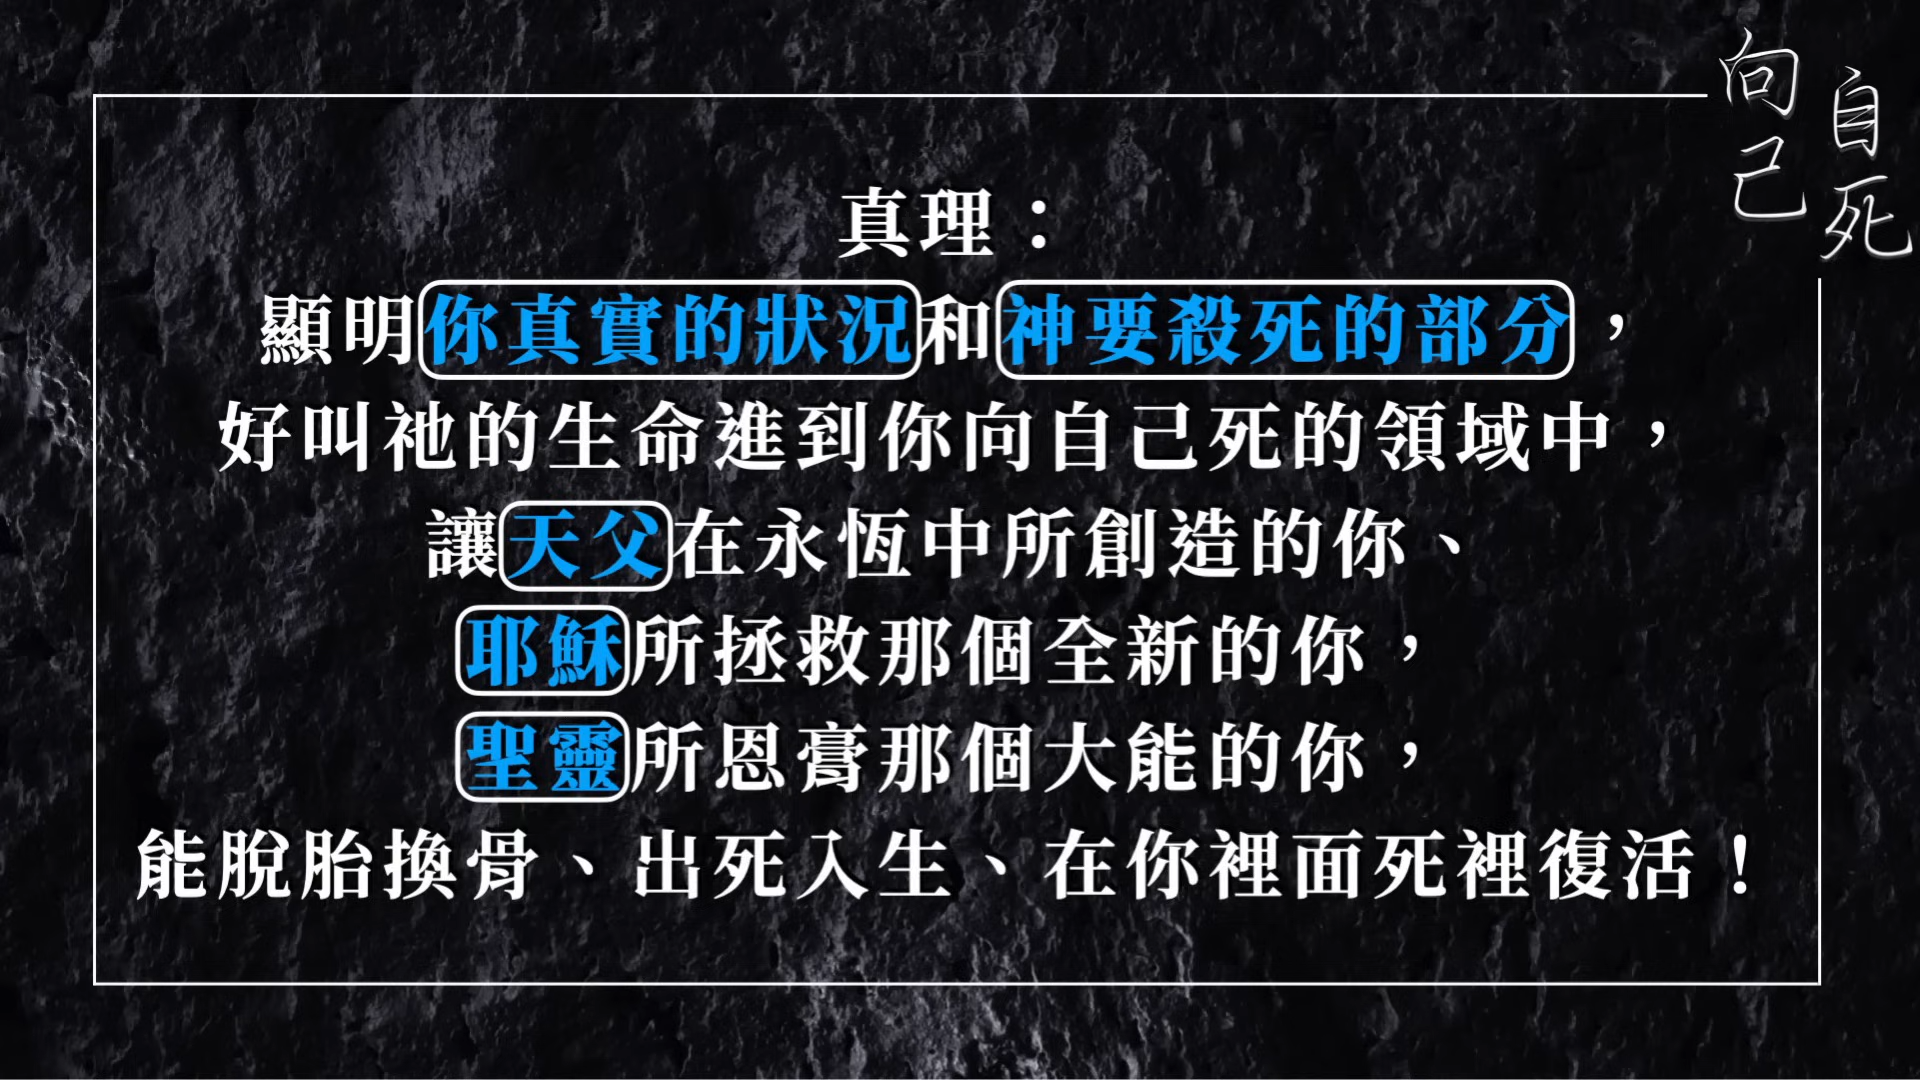 向自己死
真理：
顯明你真實的狀況和神要殺死的部分，
好叫祂的生命進到你向自己死的領域中，
讓天父在永恆中所創造的你、
耶穌所拯救那個全新的你，
聖靈所恩膏那個大能的你，
能脫胎換骨、出死入生、在你裡面死裡復活！